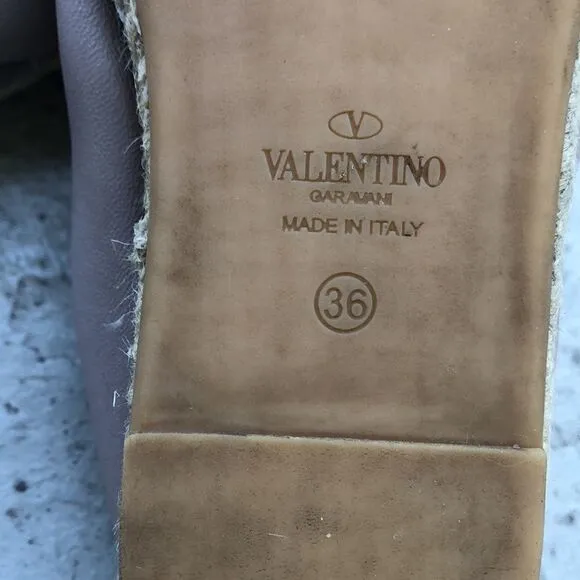 V
VALENTINO
GARAVANI
MADE IN ITALY
36